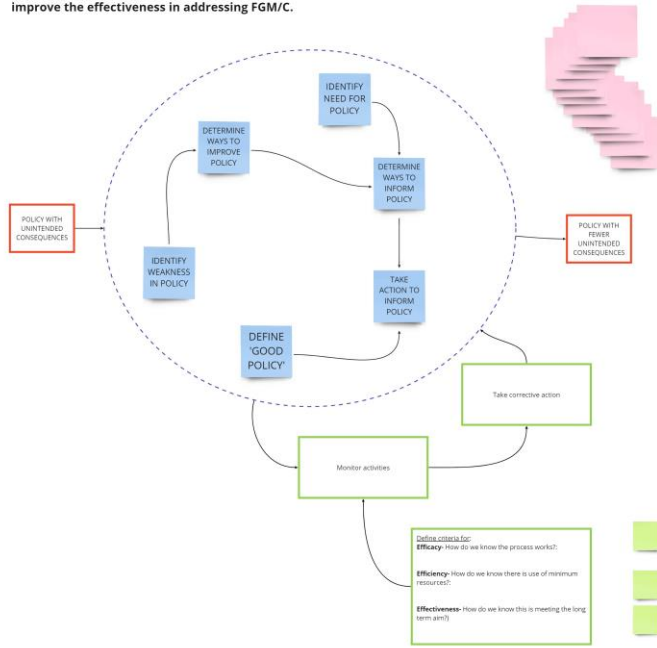 improve the effectiveness in addressing FGM/C.
IDENTIFY
NEED FOR
POLICY
DETERMINE
WAYS TO
IMPROVE
POLICY
DETERMINE
WAYS TO
INFORM
POLICY
POLICY WITH
UNINTENDED
CONSEQUENCES
POLICY WITH
FEWER
UNINTENDED
CONSEQUENCES
IDENTIFY
WEAKNESS
IN POLICY
TAKE
ACTION TO
INFORM
POLICY
DEFINE
'GOOD
POLICY'
Take corrective action
Monitor activities
Define criteria for:
Efficacy- How do we know the process works?:
Efficiency- How do we know there is use of minimum
resources?:
Effectiveness- How do we know this is meeting the long
term aim?)